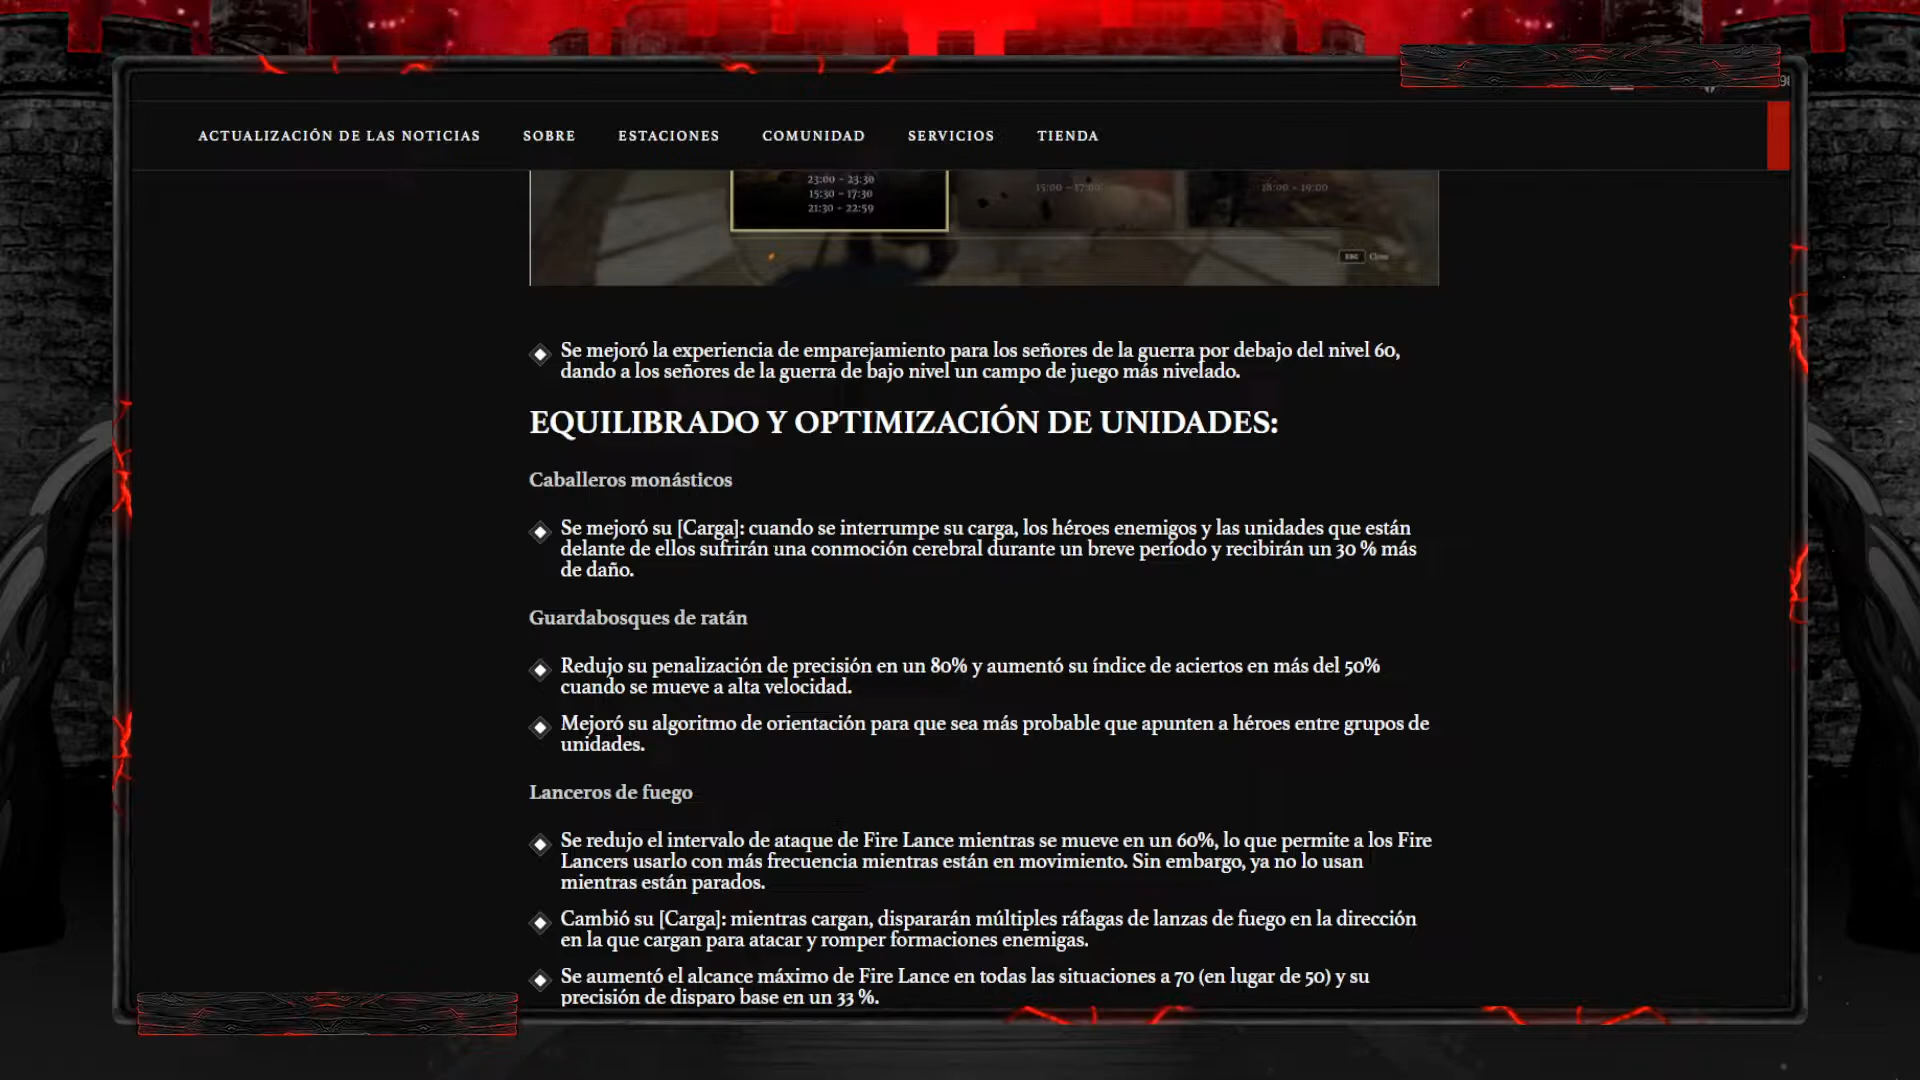 ACTUALIZACIÓN DE LAS NOTICIAS SOBRE ESTACIONES COMUNIDAD SERVICIOS TIENDA
23:00 - 23:30
15:30 - 17:30
21:30 - 22:59
15:00 - 17:00
18:00 - 19:00
ESC Close
Se mejoró la experiencia de emparejamiento para los señores de la guerra por debajo del nivel 60,
dando a los señores de la guerra de bajo nivel un campo de juego más nivelado.
EQUILIBRADO Y OPTIMIZACIÓN DE UNIDADES:
Caballeros monásticos
Se mejoró su [Carga]: cuando se interrumpe su carga, los héroes enemigos y las unidades que están
delante de ellos sufrirán una conmoción cerebral durante un breve período y recibirán un 30 % más
de daño.
Guardabosques de ratán
Redujo su penalización de precisión en un 80% y aumentó su índice de aciertos en más del 50%
cuando se mueve a alta velocidad.
Mejoró su algoritmo de orientación para que sea más probable que apunten a héroes entre grupos de
unidades.
Lanceros de fuego
Se redujo el intervalo de ataque de Fire Lance mientras se mueve en un 60%, lo que permite a los Fire
Lancers usarlo con más frecuencia mientras están en movimiento. Sin embargo, ya no lo usan
mientras están parados.
Cambió su [Carga]: mientras cargan, dispararán múltiples ráfagas de lanzas de fuego en la dirección
en la que cargan para atacar y romper formaciones enemigas.
Se aumentó el alcance máximo de Fire Lance en todas las situaciones a 70 (en lugar de 50) y su
precisión de disparo base en un 33 %.